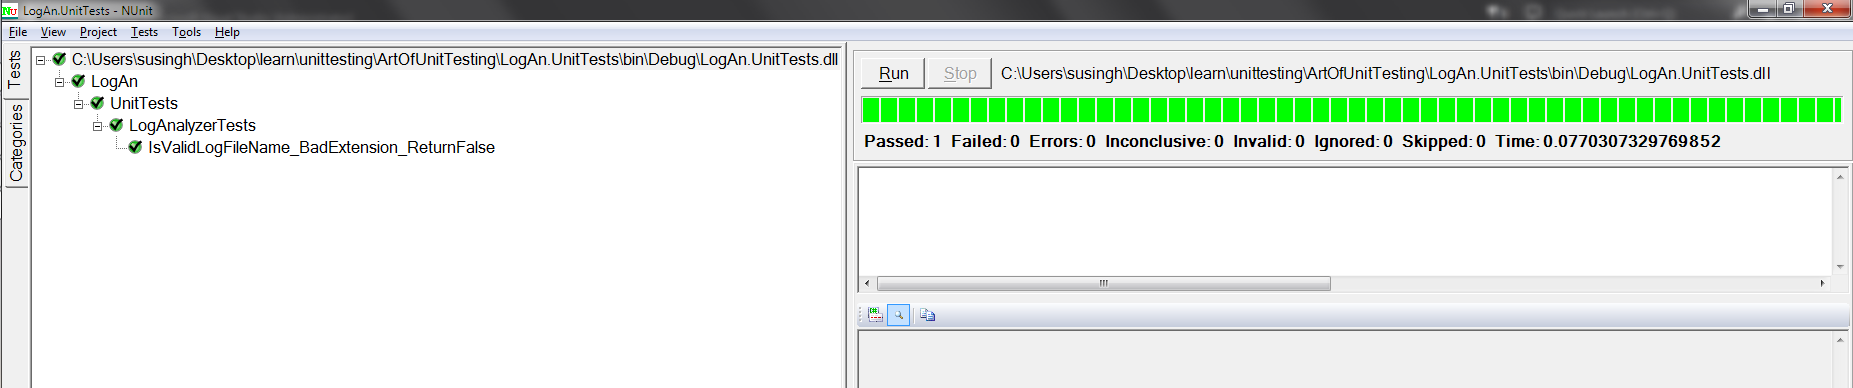 LogAn.UnitTests - NUnit
File View Project Tests Tools Help
Tests
Categories
C:\Users\susingh\Desktop\learn\unittesting\ArtOfUnitTesting\LogAn.UnitTests\bin\Debug\LogAn.UnitTests.dll
LogAn
UnitTests
LogAnalyzerTests
IsValidLogFileName_BadExtension_ReturnFalse
Run Stop C:\Users\susingh\Desktop\learn\unittesting\ArtOfUnitTesting\LogAn.UnitTests\bin\Debug\LogAn.UnitTests.dll
Passed: 1 Failed: 0 Errors: 0 Inconclusive: 0 Invalid: 0 Ignored: 0 Skipped: 0 Time: 0.0770307329769852